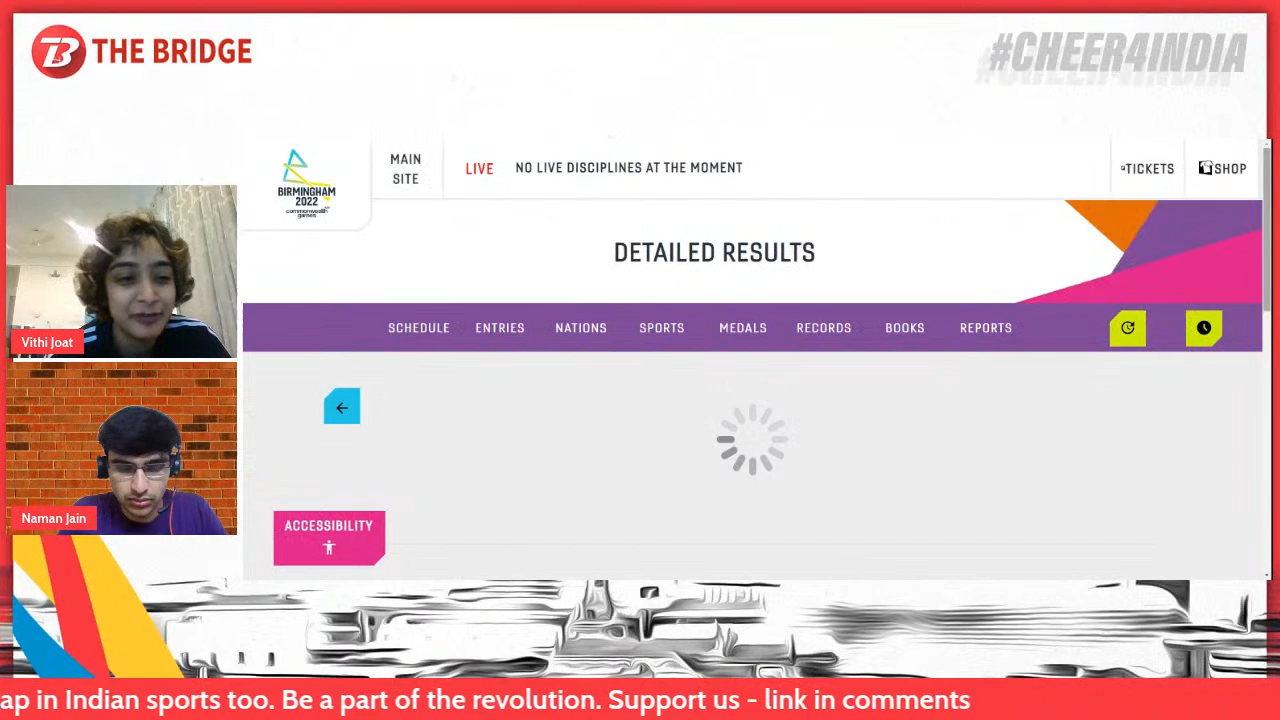 THE BRIDGE
#CHEER4INDIA
BIRMINGHAM
2022
commonwealth
games
MAIN
SITE
LIVE NO LIVE DISCIPLINES AT THE MOMENT
TICKETS
SHOP
DETAILED RESULTS
SCHEDULE ENTRIES NATIONS SPORTS MEDALS RECORDS BOOKS REPORTS
Vithi Joat
Naman Jain
ACCESSIBILITY
ap in Indian sports too. Be a part of the revolution. Support us - link in comments